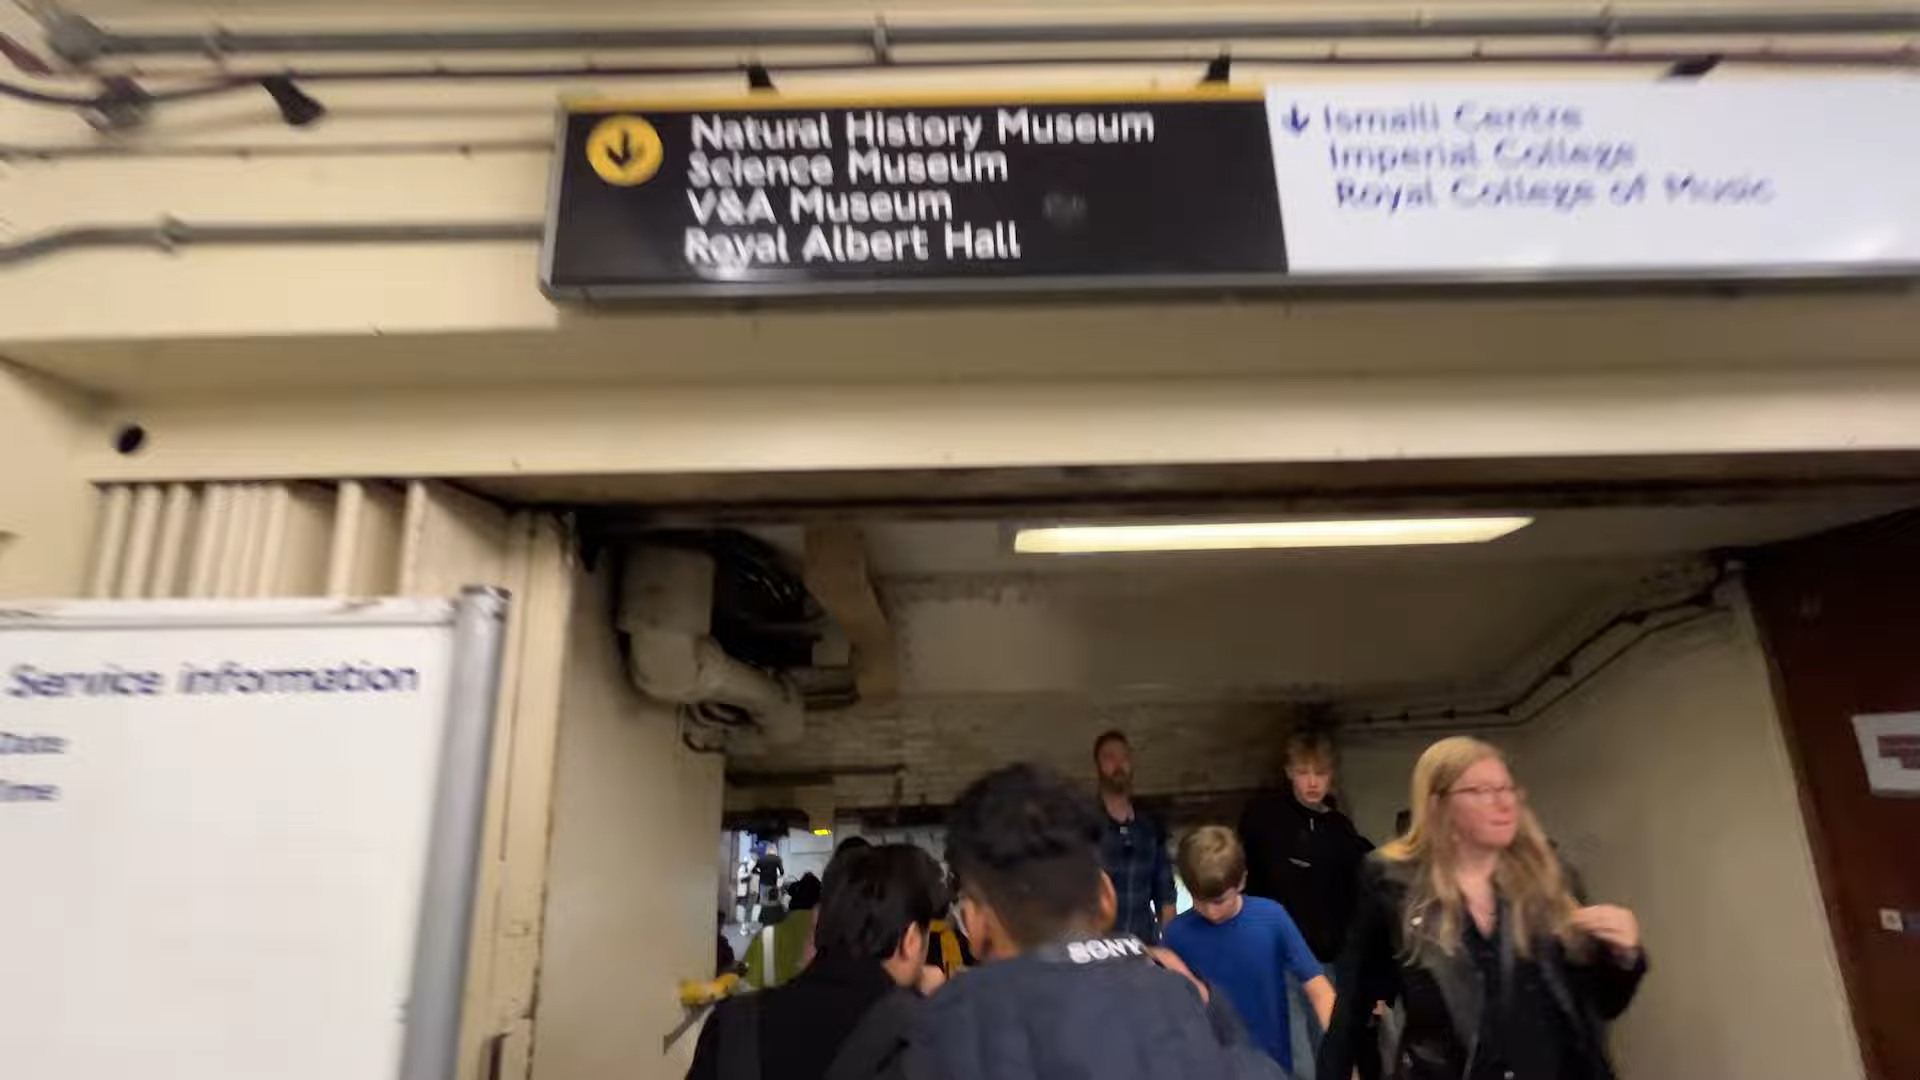 Natural History Museum
Science Museum
V&A Museum
Royal Albert Hall
Ismaili Centre
Imperial College
Royal College of Music
Service information
Date
Time
SONY